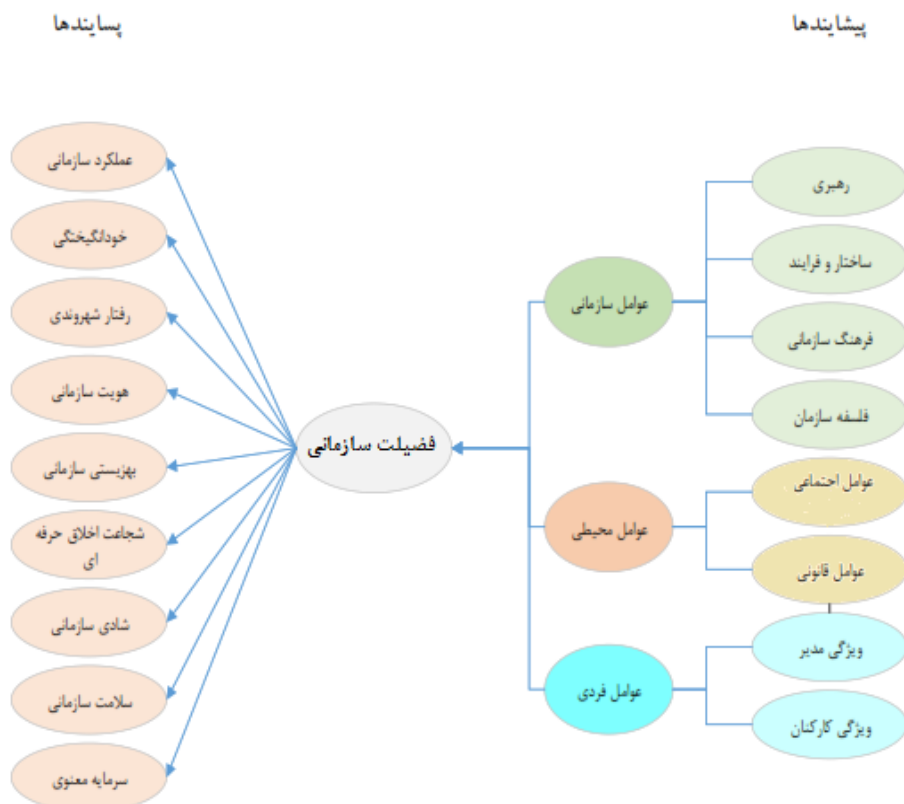 پیشایندها
پسایندها
رهبری
ساختار و فرایند
فرهنگ سازمانی
فلسفه سازمان
عوامل احتماعی
عوامل قانونی
ویژگی مدیر
ویژگی کارکنان
عوامل سازمانی
عوامل محیطی
عوامل فردی
فضیلت سازمانی
عملکرد سازمانی
خودانگیختگی
رفتار شهروندی
هویت سازمانی
بهزیستی سازمانی
شجاعت اخلاق حرفه
ای
شادی سازمانی
سلامت سازمانی
سرمایه معنوی